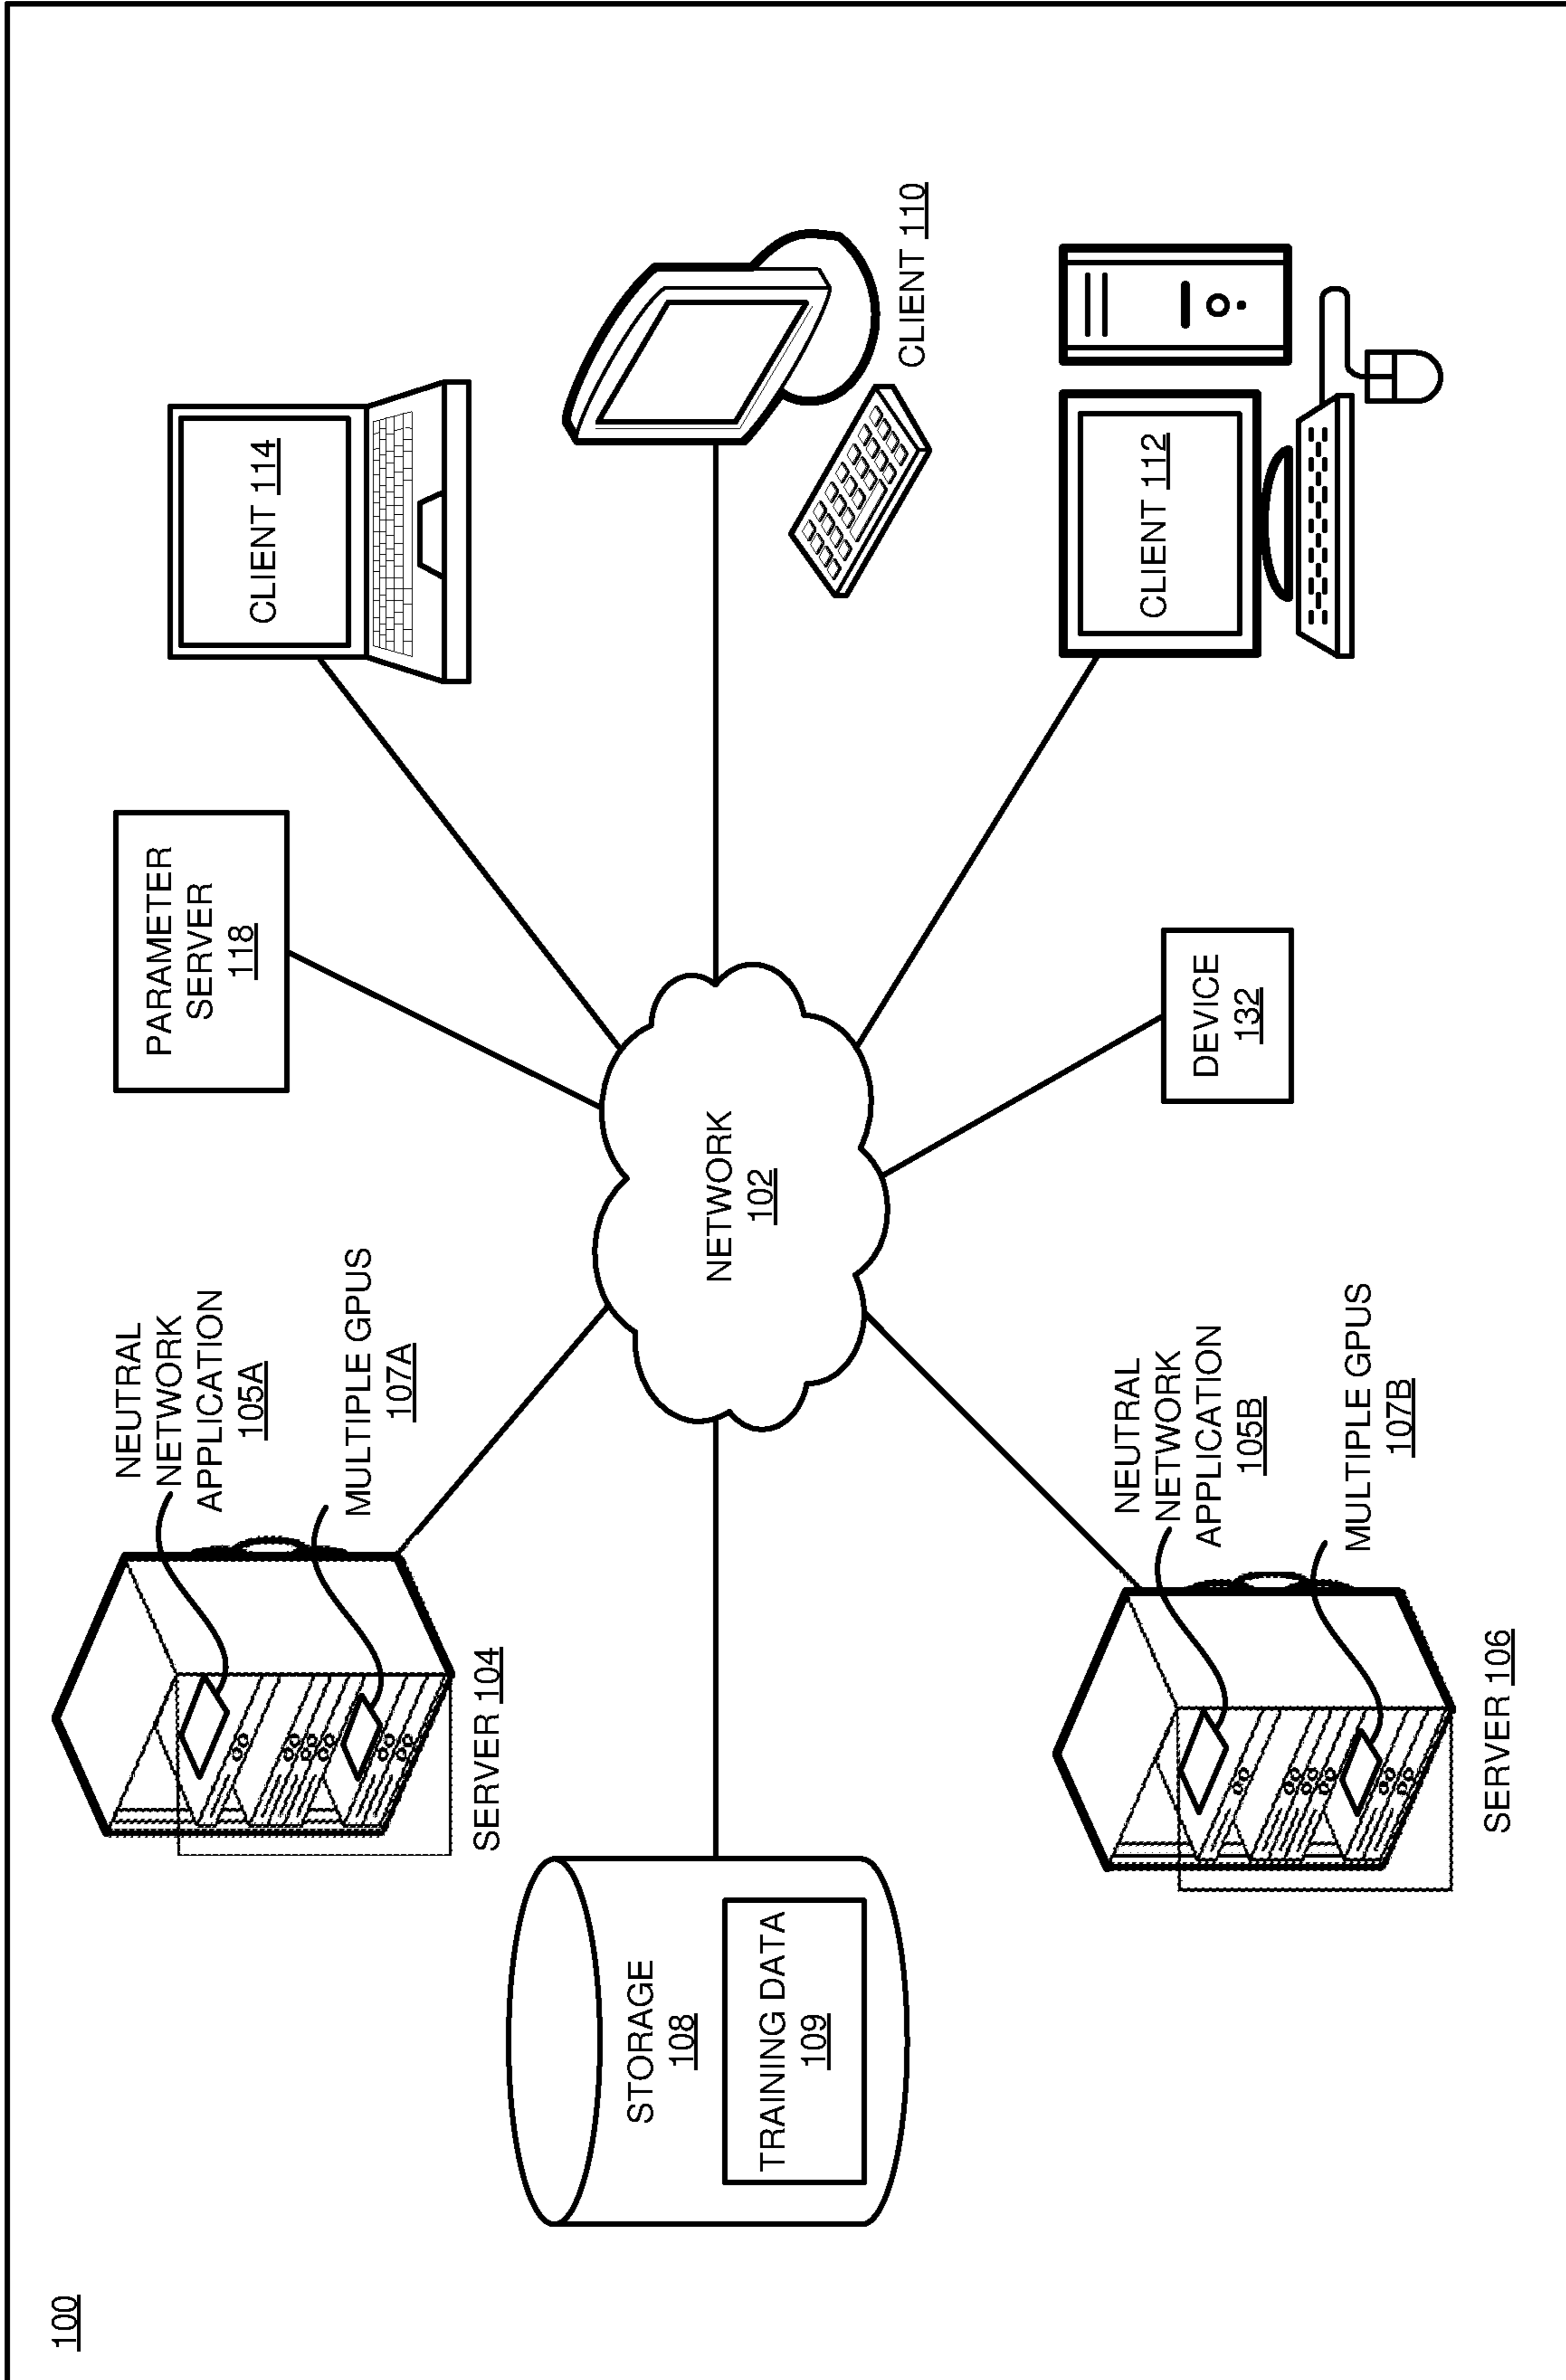 100
NEUTRAL
NETWORK
APPLICATION
105A
MULTIPLE GPUS
107A
SERVER 104
PARAMETER
SERVER
118
CLIENT 114
STORAGE
108
TRAINING DATA
109
NETWORK
102
CLIENT 110
NEUTRAL
NETWORK
APPLICATION
105B
MULTIPLE GPUS
107B
SERVER 106
DEVICE
132
CLIENT 112